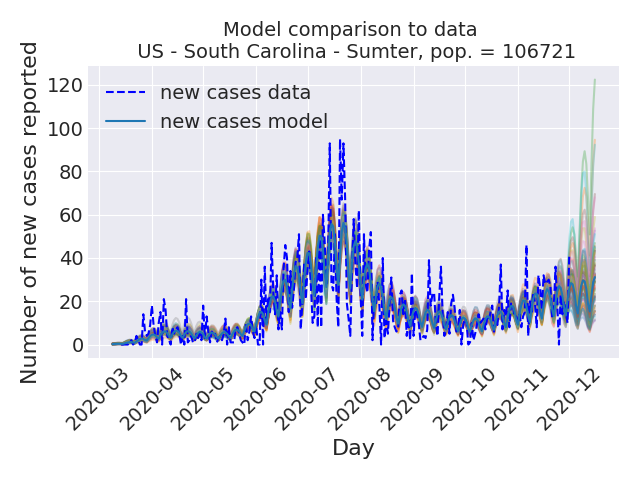 Model comparison to data
US - South Carolina - Sumter, pop. = 106721
Number of new cases reported
120
100
80
60
40
20
0
new cases data
new cases model
2020-03
2020-04
2020-05
2020-06
2020-07
2020-08
2020-09
2020-10
2020-11
2020-12
Day